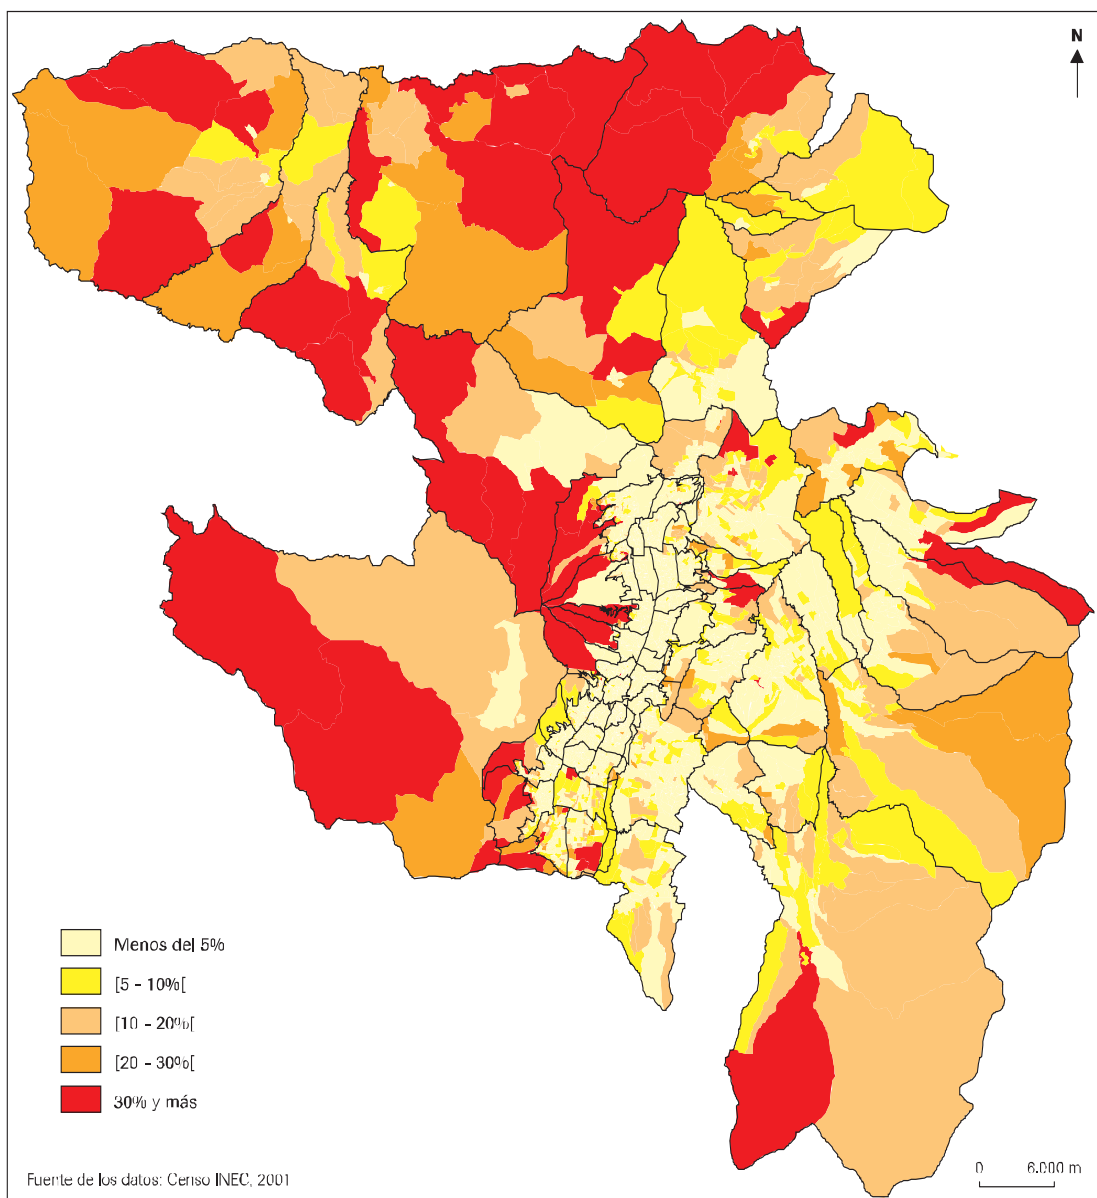 N
Menos del 5%
[5 - 10%[
[10 - 20%[
[20 - 30%[
30% y más
0 6.000 m
Fuente de los datos: Censo INEC, 2001